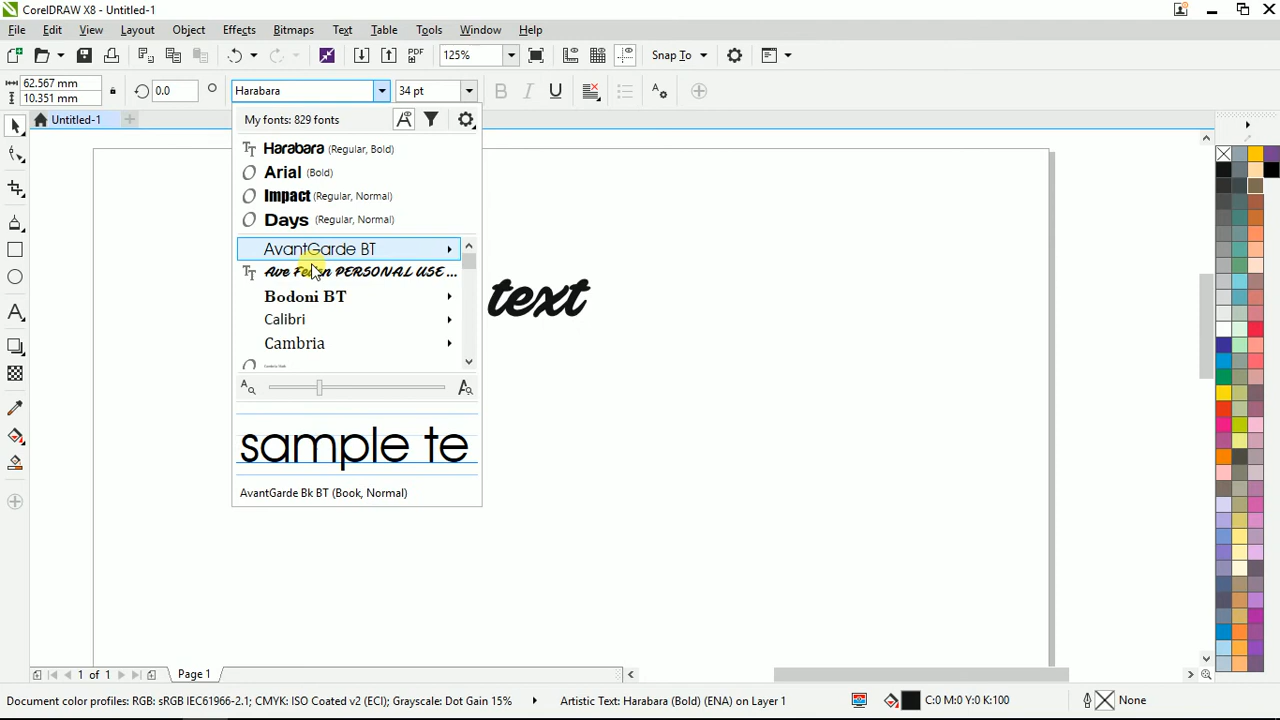 CorelDRAW X8 - Untitled-1
File Edit View Layout Object Effects Bitmaps Text Table Tools Window Help
PDF 125% Snap To
62.567 mm
10.351 mm
0.0
Harabara
34 pt
Untitled-1
My fonts: 829 fonts
Harabara (Regular, Bold)
Arial (Bold)
Impact (Regular, Normal)
Days (Regular, Normal)
AvantGarde BT
PERSONAL USE ...
Bodoni BT
Calibri
Cambria
text
sample te
AvantGarde Bk BT (Book, Normal)
1 of 1
Page 1
Document color profiles: RGB: sRGB IEC61966-2.1; CMYK: ISO Coated v2 (ECI); Grayscale: Dot Gain 15%
Artistic Text: Harabara (Bold) (ENA) on Layer 1
C:0 M:0 Y:0 K:100
None